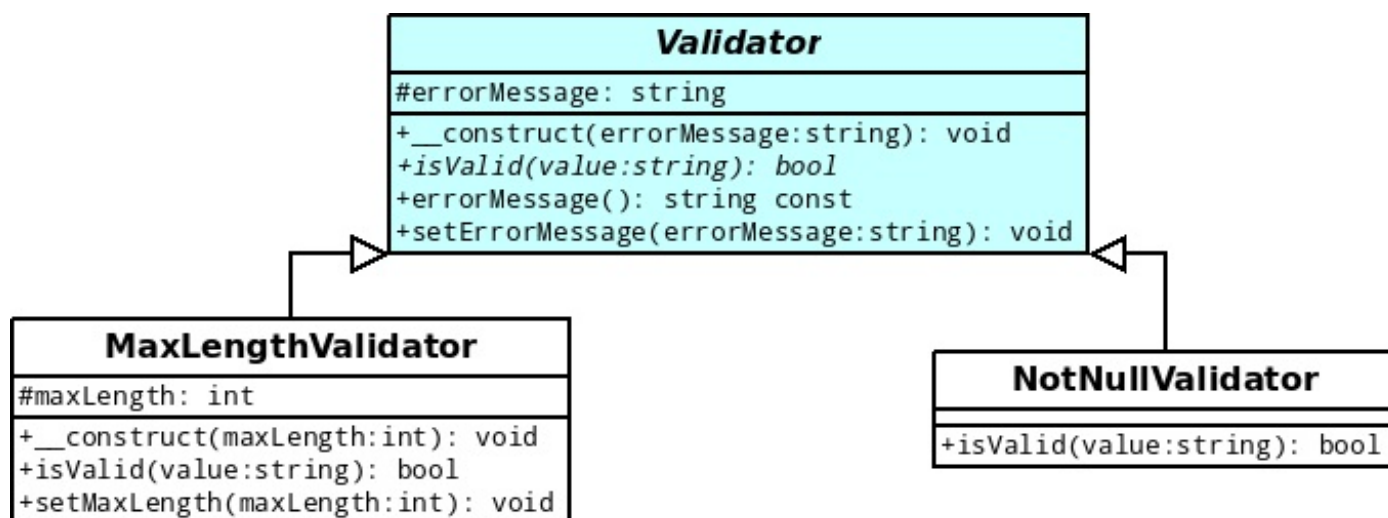 Validator
#errorMessage: string
+__construct(errorMessage:string): void
+isValid(value:string): bool
+errorMessage(): string const
+setErrorMessage(errorMessage:string): void
MaxLengthValidator
#maxLength: int
+__construct(maxLength:int): void
+isValid(value:string): bool
+setMaxLength(maxLength:int): void
NotNullValidator
+isValid(value:string): bool